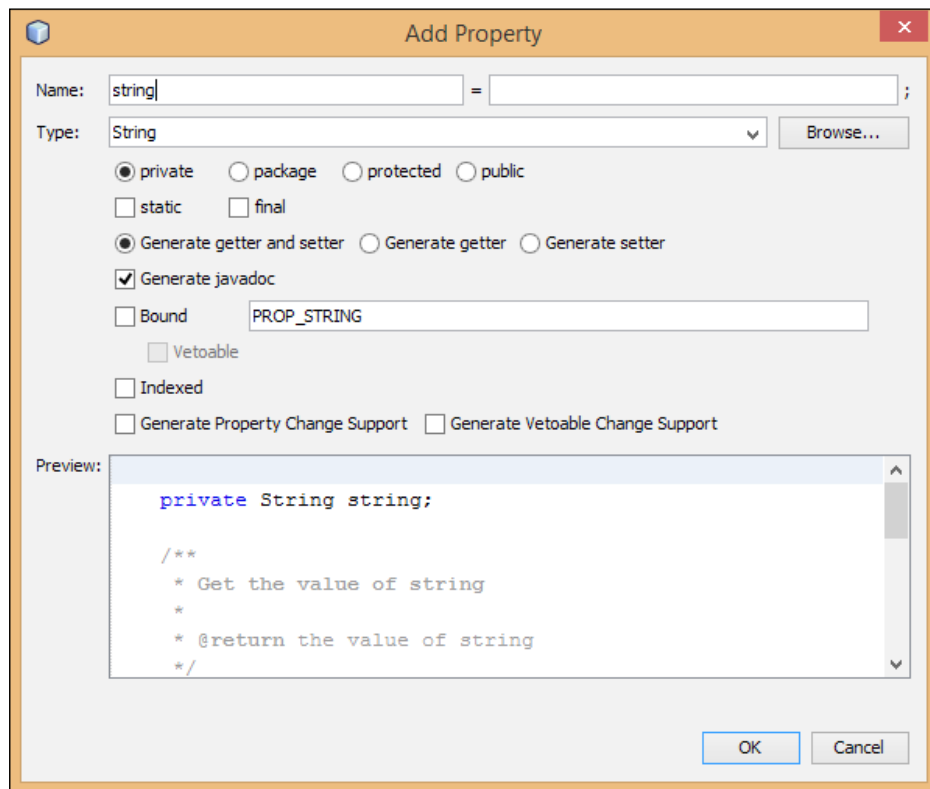 Add Property
Name: string = ;
Type: String Browse...
private package protected public
static final
Generate getter and setter Generate getter Generate setter
Generate javadoc
Bound PROP_STRING
Vetoable
Indexed
Generate Property Change Support Generate Vetoable Change Support
Preview:
private String string;
/**
* Get the value of string
*
* @return the value of string
*/
OK Cancel